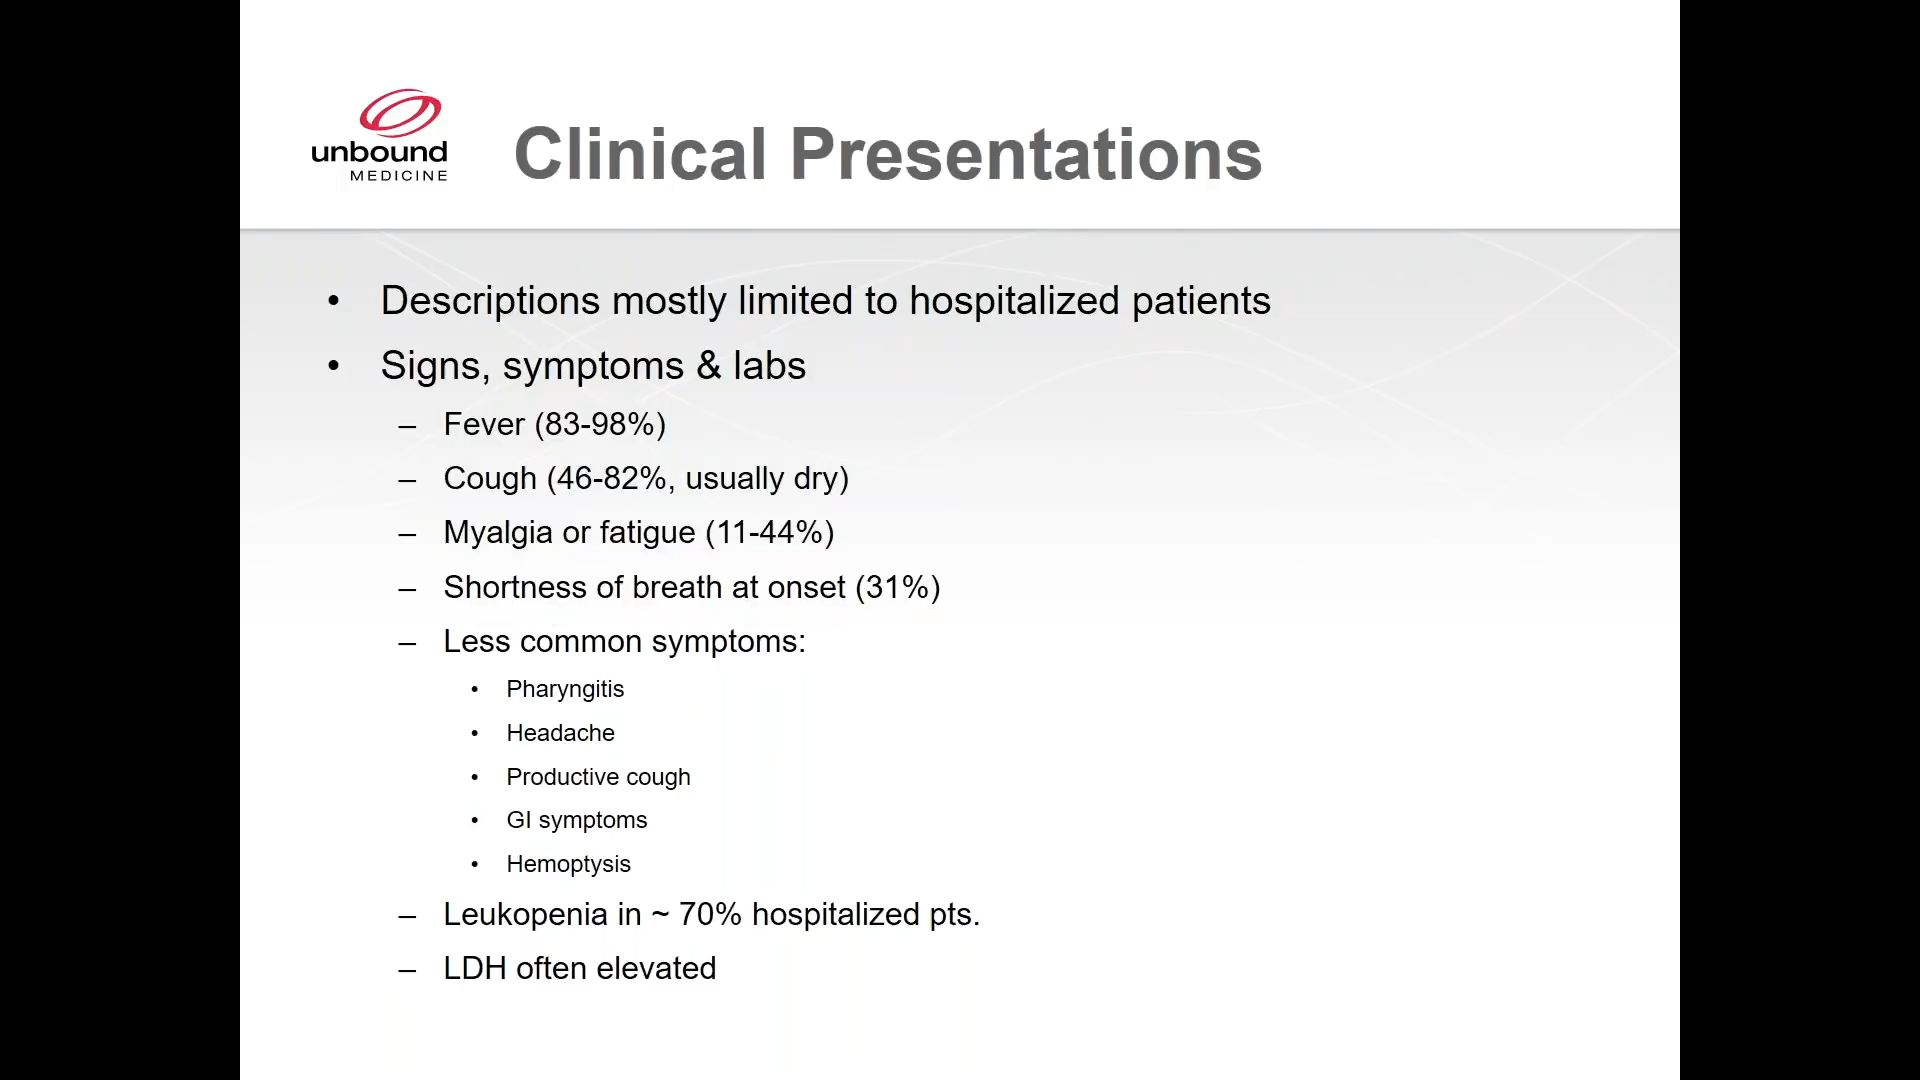 unbound
MEDICINE
Clinical Presentations
• Descriptions mostly limited to hospitalized patients
• Signs, symptoms & labs
– Fever (83-98%)
– Cough (46-82%, usually dry)
– Myalgia or fatigue (11-44%)
– Shortness of breath at onset (31%)
– Less common symptoms:
• Pharyngitis
• Headache
• Productive cough
• GI symptoms
• Hemoptysis
– Leukopenia in ~ 70% hospitalized pts.
– LDH often elevated